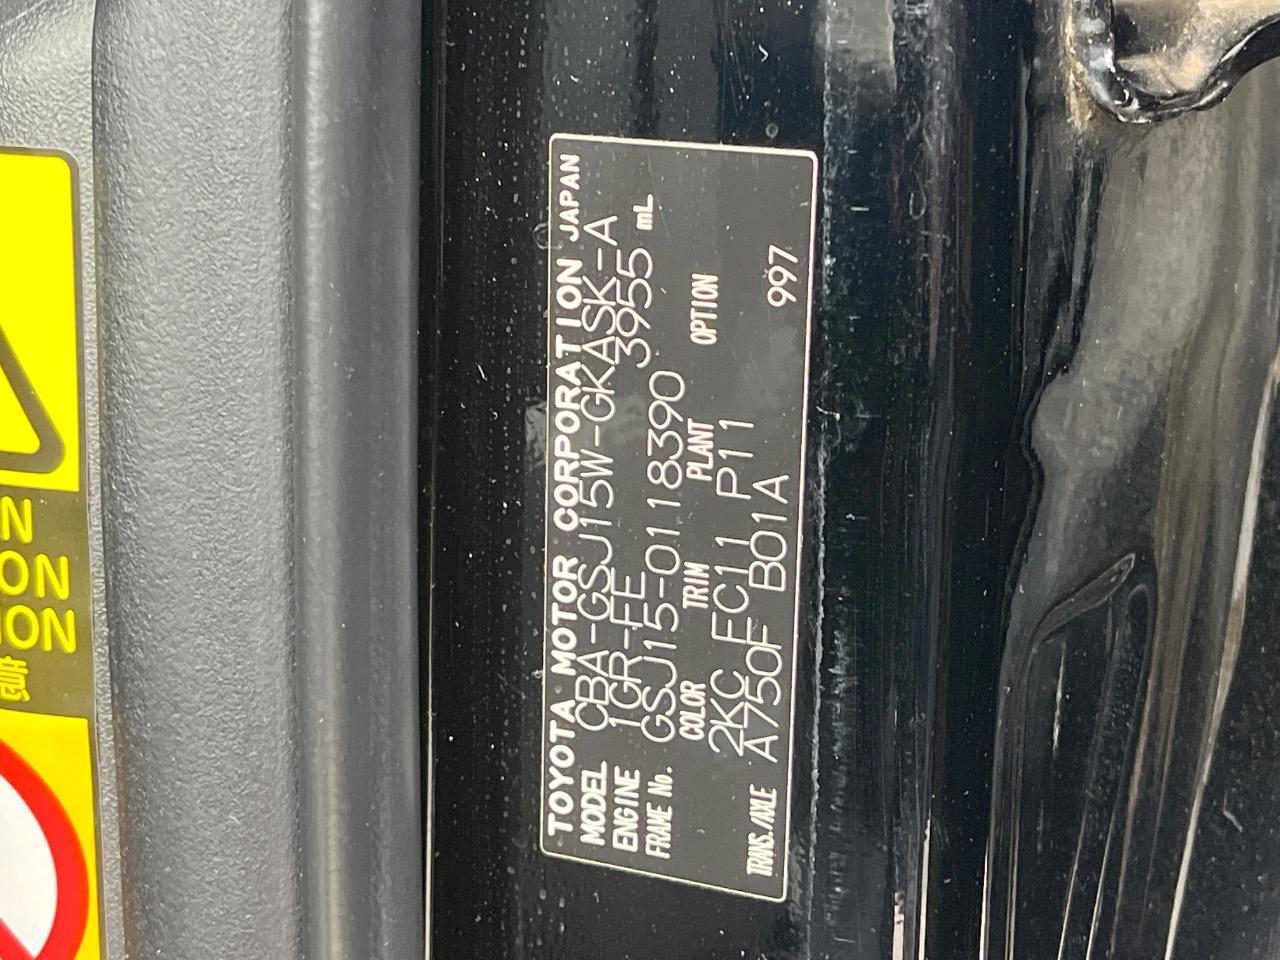 TOYOTA MOTOR CORPORATION JAPAN
MODEL CBA-GSJ15W-GKASK-A
ENGINE 1GR-FE 3955 mL
FRAME No. GSJ15-0118390
COLOR TRIM PLANT OPTION
2KC FC11 P11
TRANS./AXLE A750F B01A 997
N
ON
ION
意